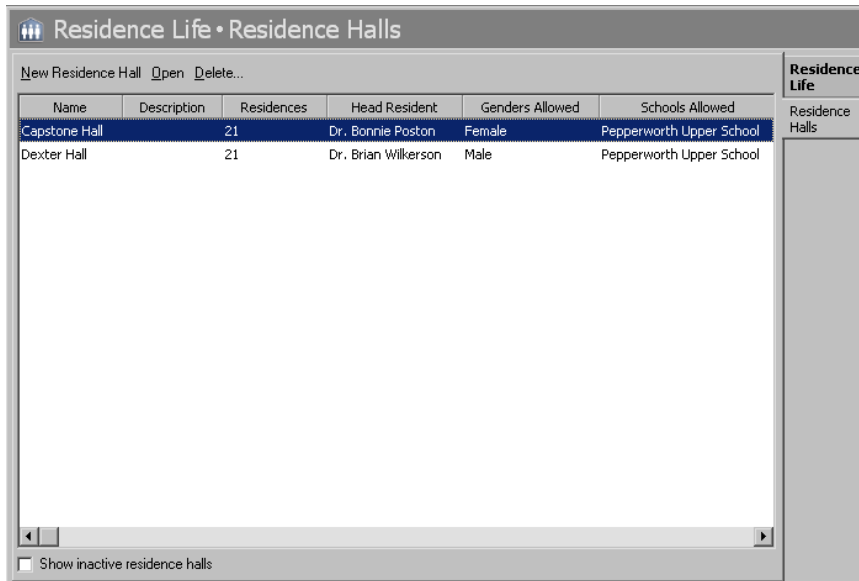 Residence Life • Residence Halls
New Residence Hall Open Delete...
Name Description Residences Head Resident Genders Allowed Schools Allowed
Capstone Hall 21 Dr. Bonnie Poston Female Pepperworth Upper School
Dexter Hall 21 Dr. Brian Wilkerson Male Pepperworth Upper School
Show inactive residence halls
Residence
Life
Residence
Halls